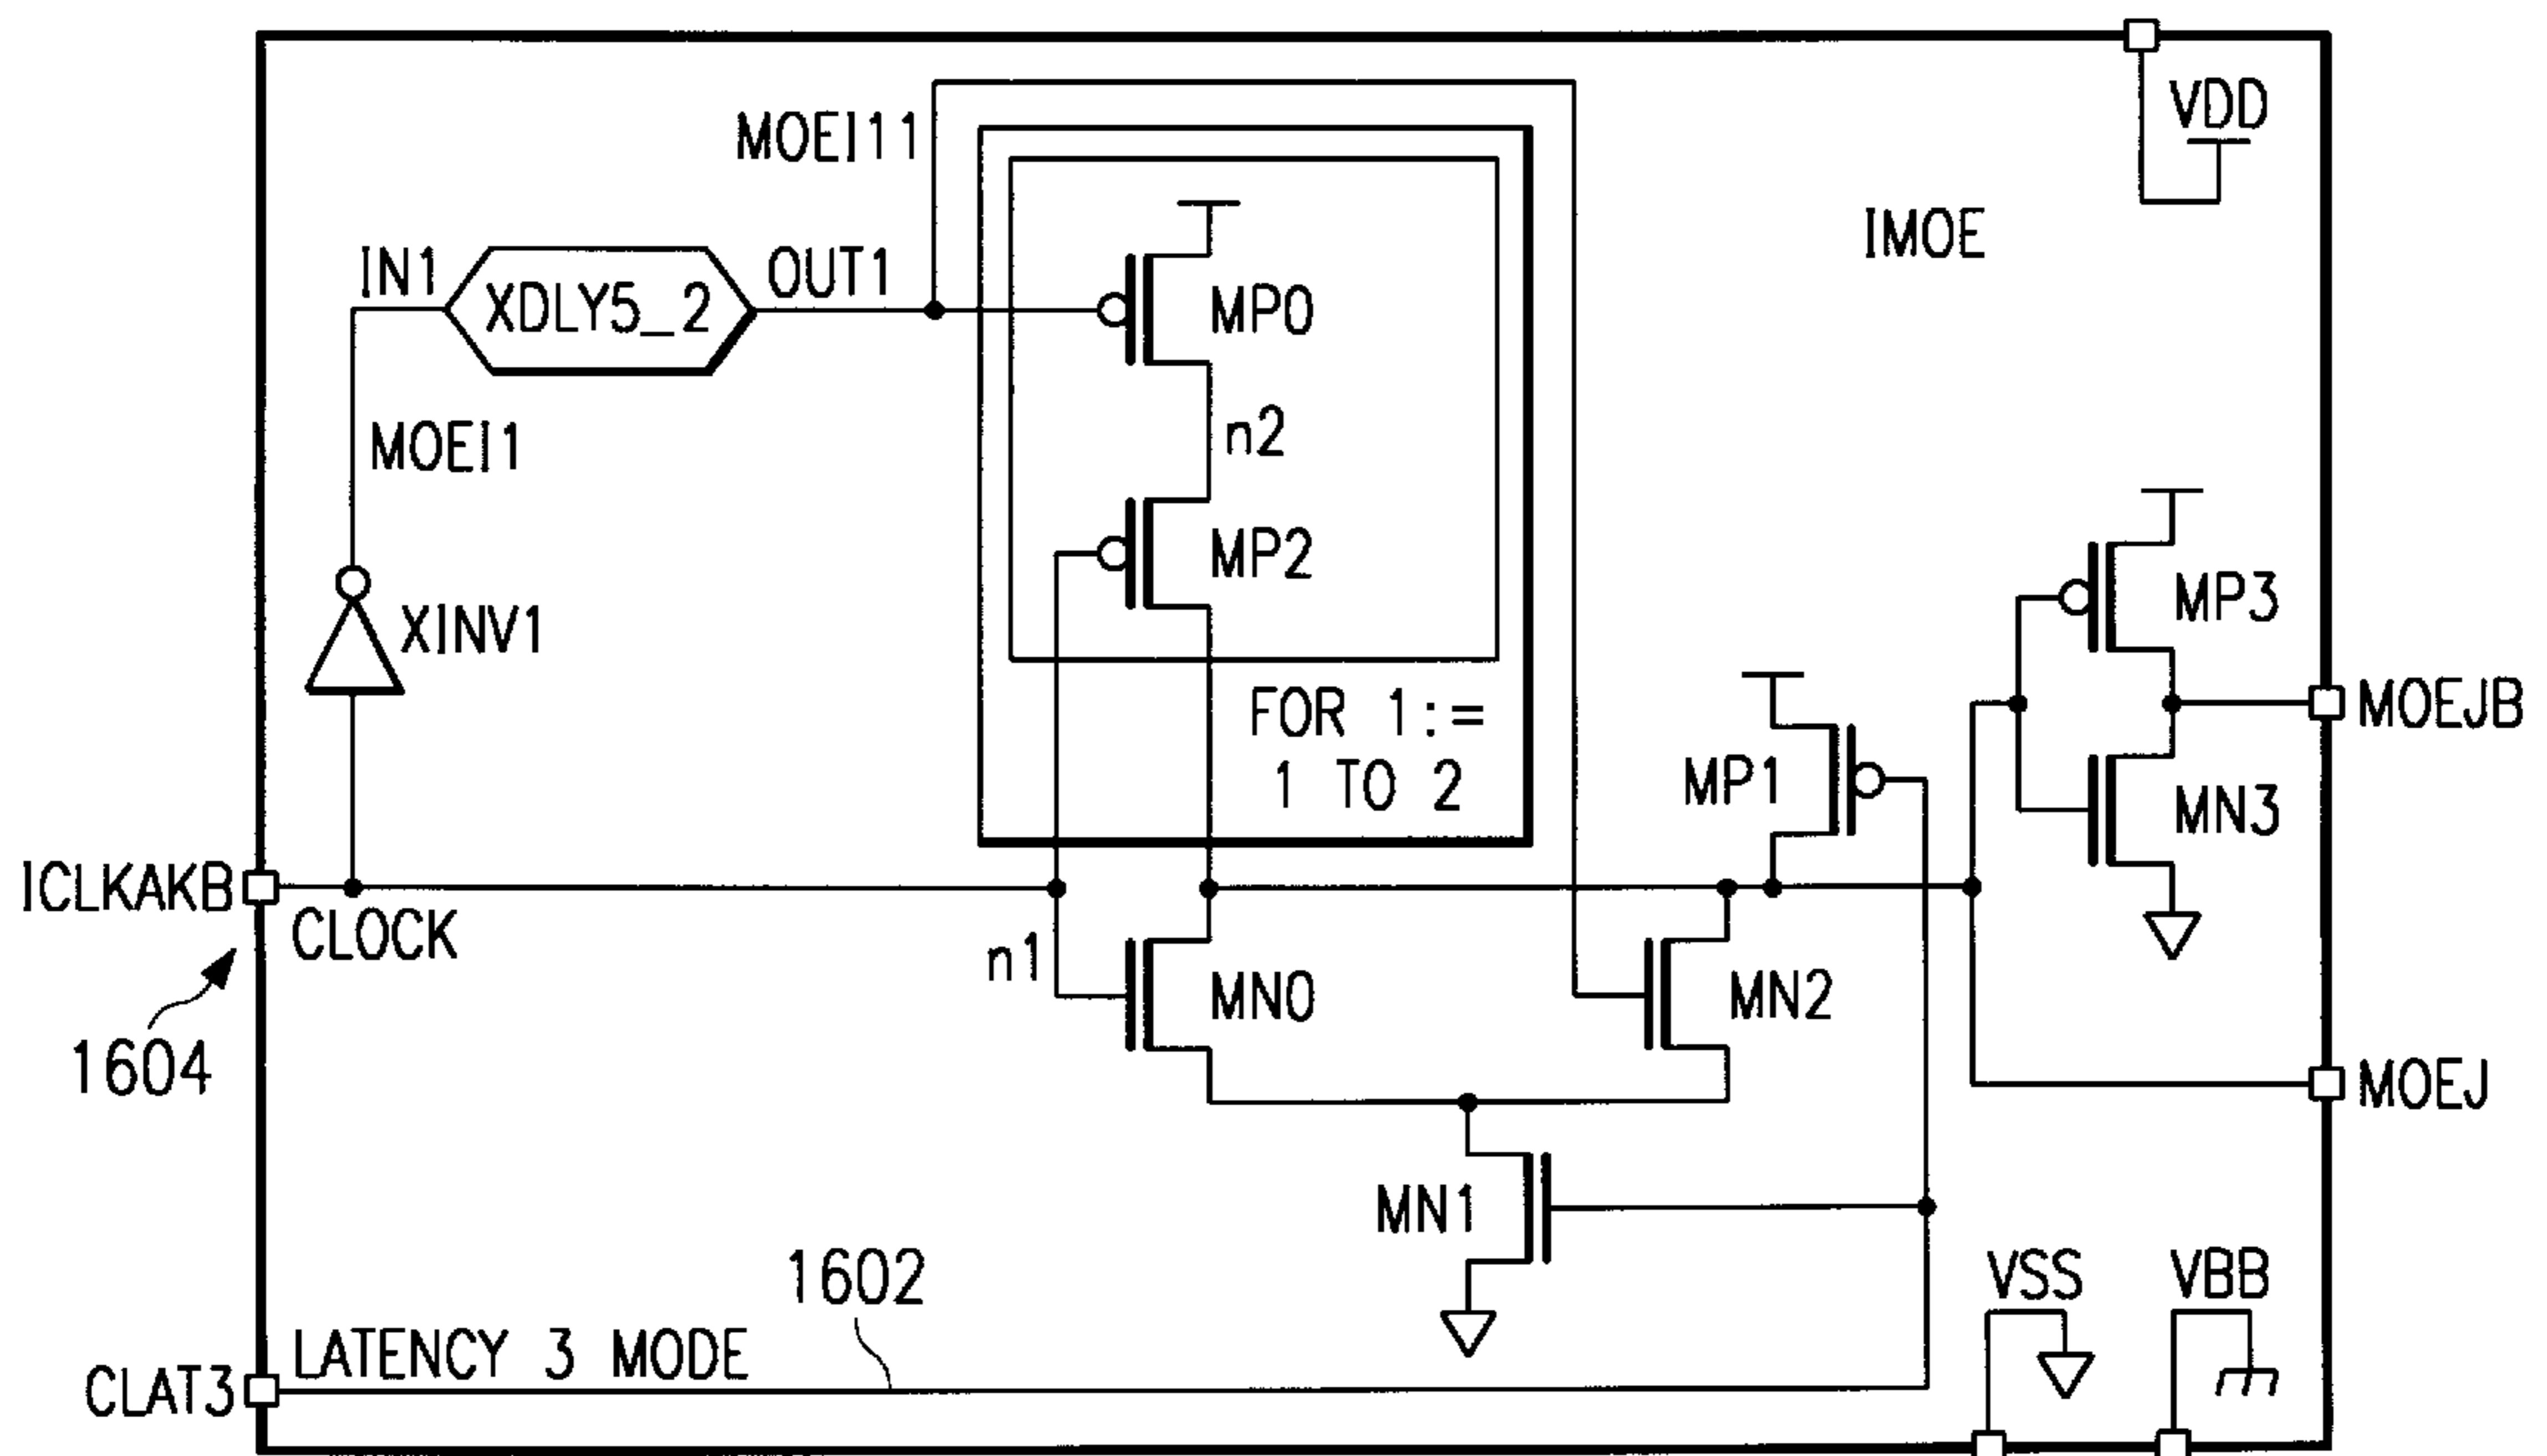 VDD
MOEI11
IMOE
IN1
XDLY5_2
OUT1
MP0
n2
MOEI1
MP2
XINV1
MP3
FOR 1:=
1 TO 2
MOEJB
MP1
MN3
ICLKAKB
CLOCK
n1
MN0
MN2
1604
MOEJ
MN1
1602
VSS
VBB
LATENCY 3 MODE
CLAT3